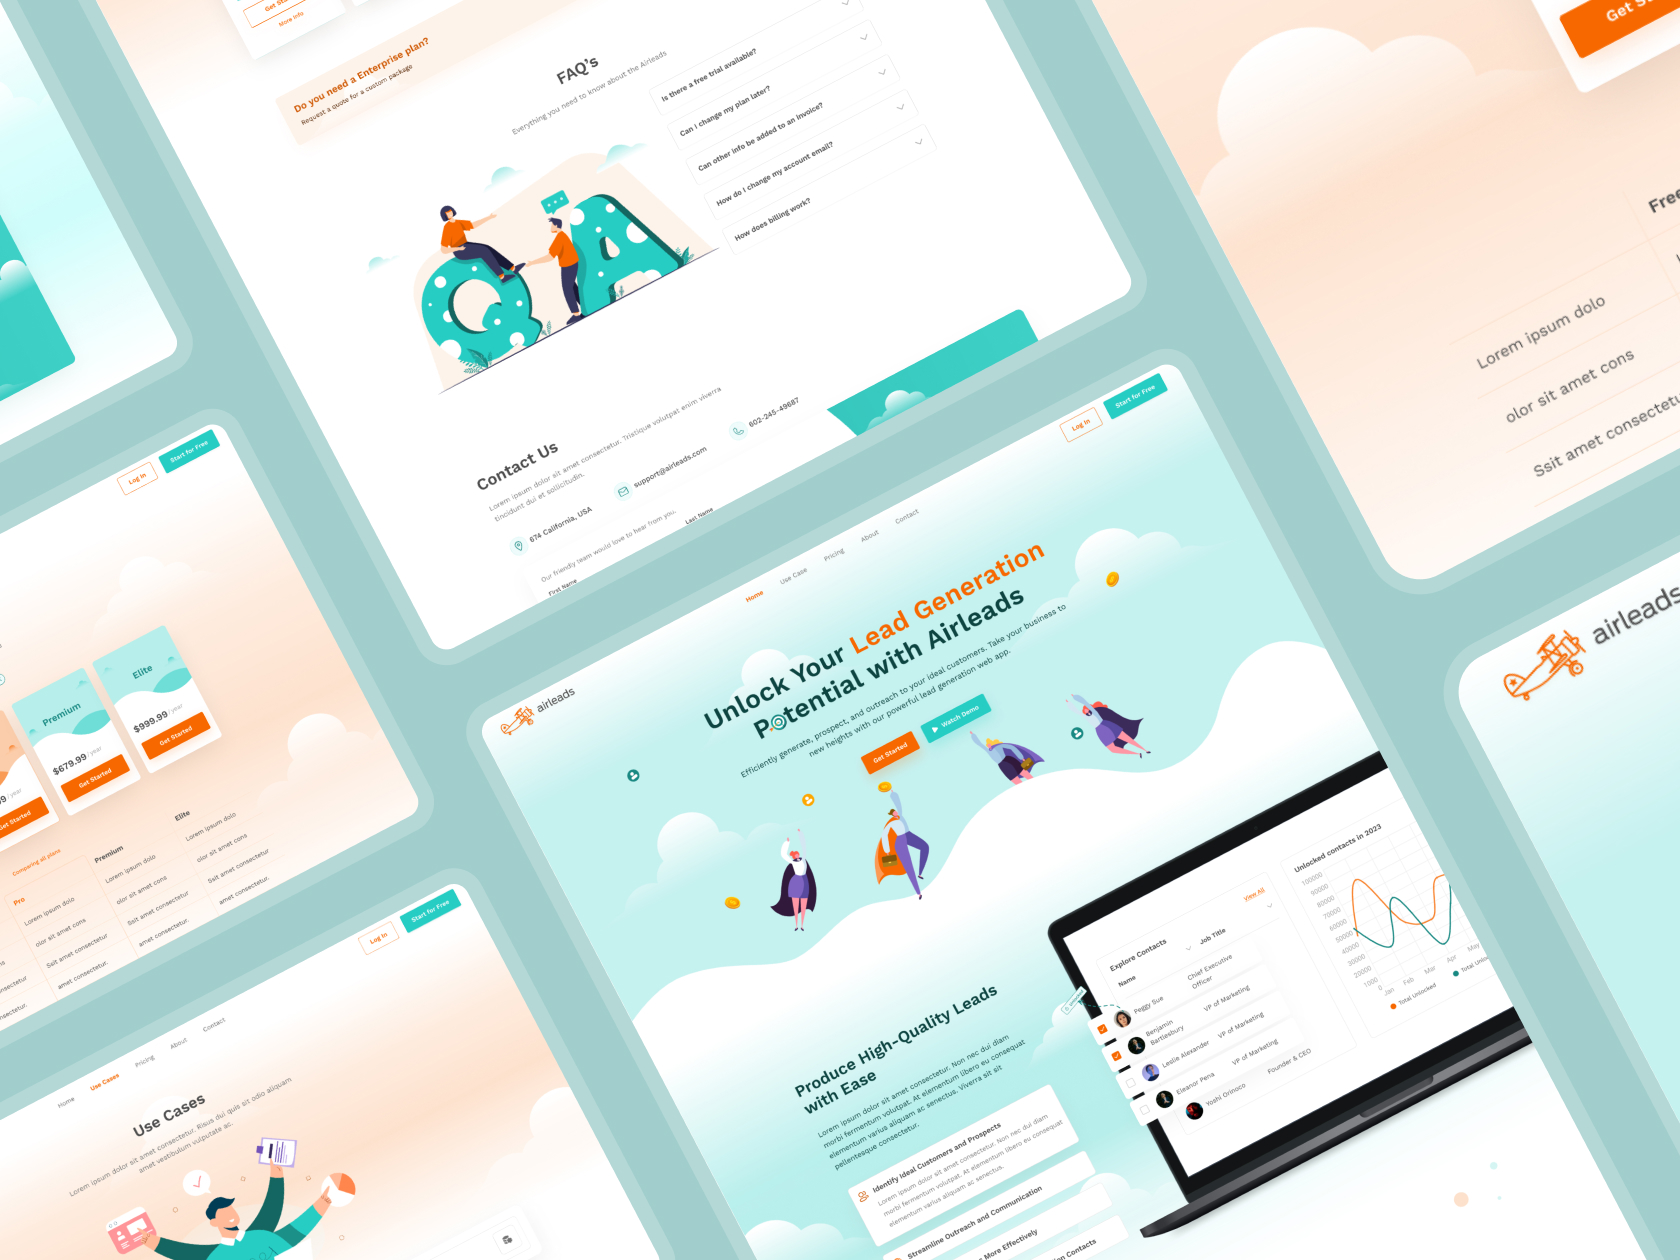 Get Started
More Info
Do you need a Enterprise plan?
Request a quote for a custom package
FAQ's
Everything you need to know about the Airleads
Is there a free trial available?
Can I change my plan later?
Can other info be added to an invoice?
How do I change my account email?
How does billing work?
Q A
Contact Us
Lorem ipsum dolor sit amet consectetur. Tristique volutpat enim viverra
tincidunt dui et sollicitudin.
674 California, USA
support@airleads.com
602-245-49687
Our friendly team would love to hear from you.
First Name
Last Name
Get
Free
Lorem ipsum dolo
olor sit amet cons
Ssit amet consectetu
airleads
Log In
Start for Free
Premium
$679.99 / year
Get Started
Elite
$999.99 / year
Get Started
Get Started
Comparing all plans
Pro
Lorem ipsum dolo
olor sit amet cons
Ssit amet consectetur
amet consectetur.
Premium
Lorem ipsum dolo
olor sit amet cons
Ssit amet consectetur
amet consectetur.
Elite
Lorem ipsum dolo
olor sit amet cons
Ssit amet consectetur
amet consectetur.
Log In
Start for Free
Home
Use Cases
Pricing
About
Contact
Use Cases
Lorem ipsum dolor sit amet consectetur. Risus dui quis sit odio aliquam
amet vestibulum vulputate ac.
airleads
Home
Use Case
Pricing
About
Contact
Log In
Start for Free
Unlock Your Lead Generation
Potential with Airleads
Efficiently generate, prospect, and outreach to your ideal customers. Take your business to
new heights with our powerful lead generation web app.
Get Started
Watch Demo
Produce High-Quality Leads
with Ease
Lorem ipsum dolor sit amet consectetur. Non nec dui diam
morbi fermentum volutpat. At elementum libero eu consequat
elementum varius aliquam ac senectus. Viverra sit sit
pellentesque consectetur.
Identify Ideal Customers and Prospects
Lorem ipsum dolor sit amet consectetur. Non nec dui diam
morbi fermentum volutpat. At elementum libero eu consequat
elementum varius aliquam ac senectus.
Streamline Outreach and Communication
More Effectively
Contacts
Explore Contacts
View All
Name
Job Title
Peggy Sue
Chief Executive
Officer
Benjamin
Bartlesbury
VP of Marketing
Leslie Alexander
VP of Marketing
Eleanor Pena
VP of Marketing
Yoshi Orinoco
Founder & CEO
Unlocked contacts in 2023
100000
90000
80000
70000
60000
50000
40000
30000
20000
1000
0
Jan
Feb
Mar
Apr
May
Total Unlocked
Total Unlo